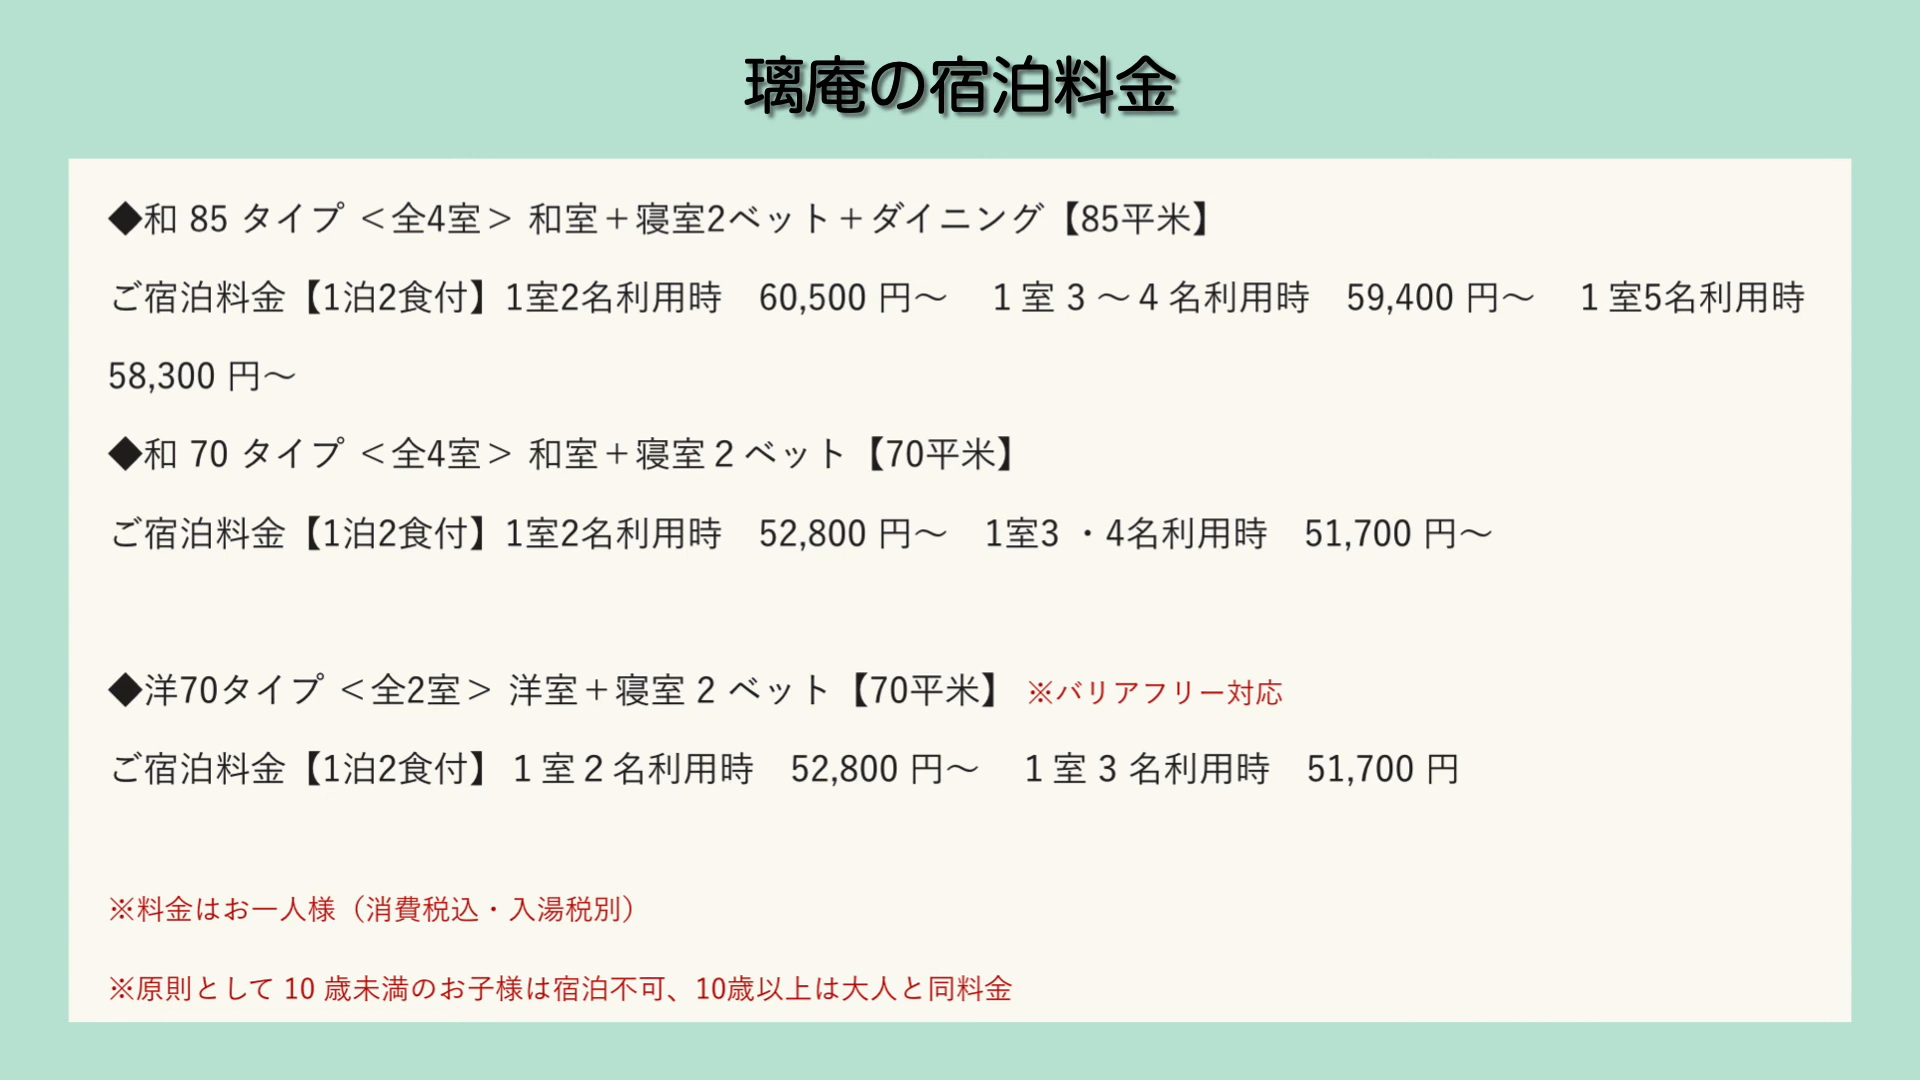 璃庵の宿泊料金
◆和 85 タイプ ＜全4室＞ 和室＋寝室2ベット＋ダイニング【85平米】
ご宿泊料金【1泊2食付】1室2名利用時　60,500 円～　１室 3 ～ 4 名利用時　59,400 円～　１室5名利用時
58,300 円～
◆和 70 タイプ ＜全4室＞ 和室＋寝室２ベット【70平米】
ご宿泊料金【1泊2食付】1室2名利用時　52,800 円～　1室3 ・4名利用時　51,700 円～
◆洋70タイプ ＜全2室＞ 洋室＋寝室 2 ベット【70平米】 ※バリアフリー対応
ご宿泊料金【1泊2食付】 1 室２名利用時　52,800 円～　１室 3 名利用時　51,700 円
※料金はお一人様（消費税込・入湯税別）
※原則として 10 歳未満のお子様は宿泊不可、10歳以上は大人と同料金